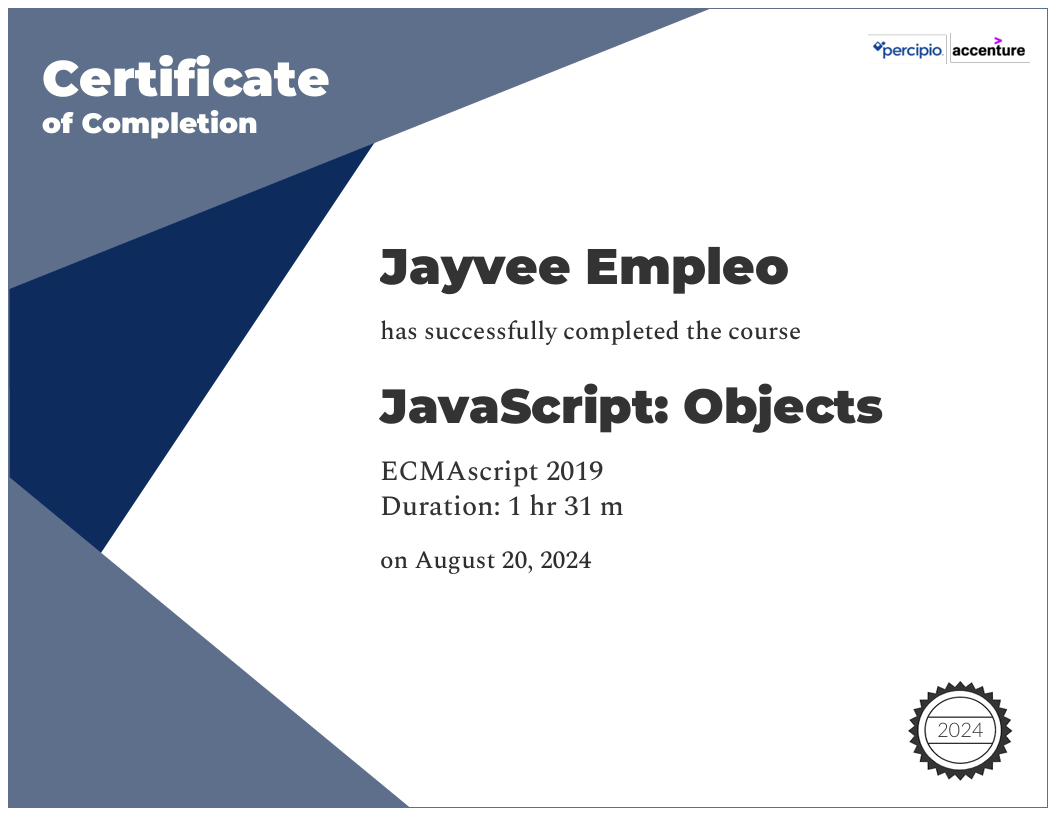 Certificate
of Completion
percipio. accenture
Jayvee Empleo
has successfully completed the course
JavaScript: Objects
ECMAscript 2019
Duration: 1 hr 31 m
on August 20, 2024
2024